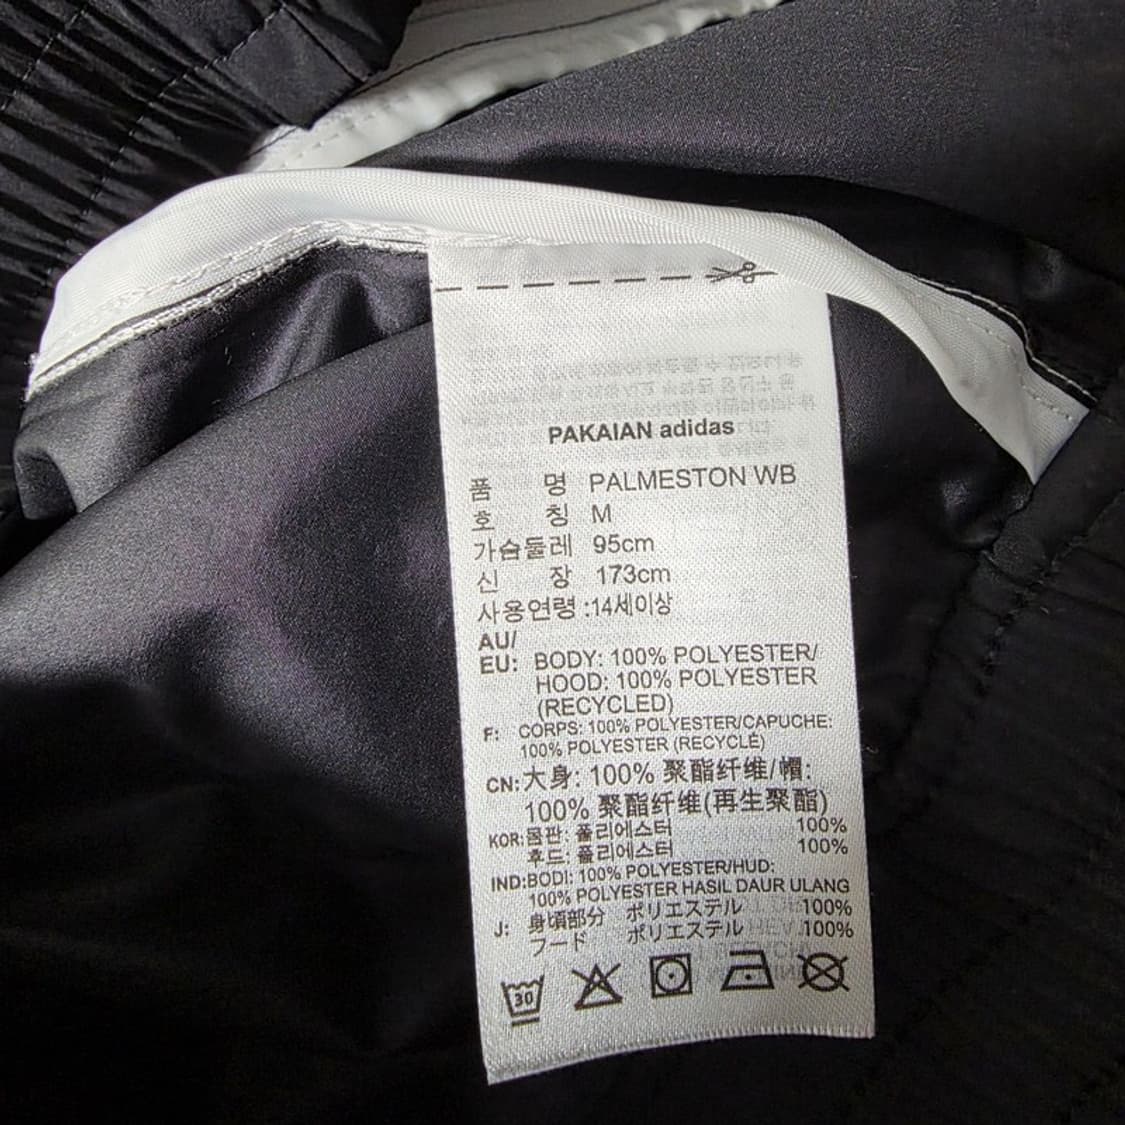 PAKAIAN adidas
품 명 PALMESTON WB
호 칭 M
가슴둘레 95cm
신 장 173cm
사용연령 :14세이상
AU/
EU: BODY: 100% POLYESTER/
HOOD: 100% POLYESTER
(RECYCLED)
F: CORPS: 100% POLYESTER/CAPUCHE:
100% POLYESTER (RECYCLÉ)
CN:大身: 100% 聚酯纤维/帽:
100% 聚酯纤维(再生聚酯)
KOR:몸판: 폴리에스터 100%
후드: 폴리에스터 100%
IND:BODI: 100% POLYESTER/HUD:
100% POLYESTER HASIL DAUR ULANG
J: 身頃部分 ポリエステル 100%
フード ポリエステル 100%
30